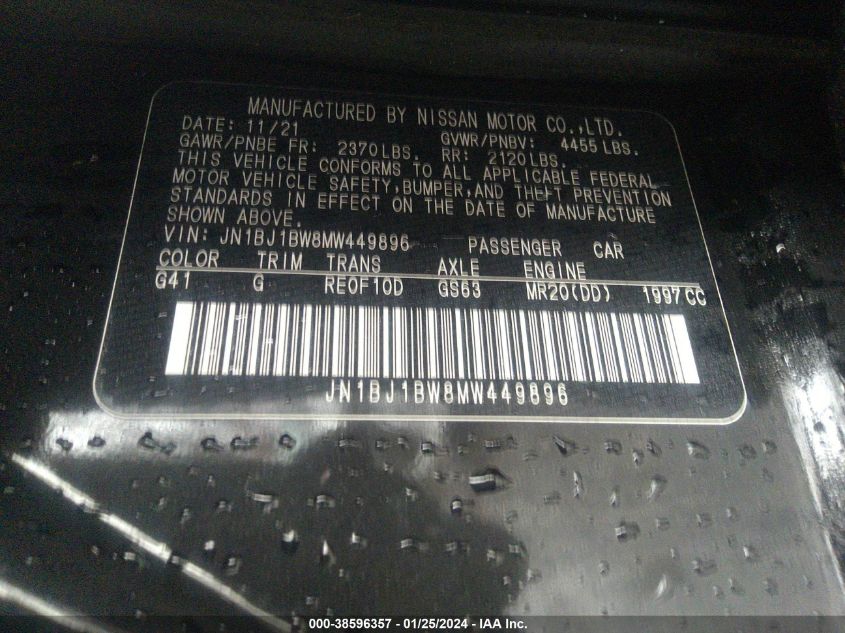 MANUFACTURED BY NISSAN MOTOR CO.,LTD.
DATE: 11/21 GVWR/PNBV: 4455 LBS.
GAWR/PNBE FR: 2370LBS. RR: 2120LBS.
THIS VEHICLE CONFORMS TO ALL APPLICABLE FEDERAL
MOTOR VEHICLE SAFETY,BUMPER,AND THEFT PREVENTION
STANDARDS IN EFFECT ON THE DATE OF MANUFACTURE
SHOWN ABOVE.
VIN: JN1BJ1BW8MW449896 PASSENGER CAR
COLOR TRIM TRANS AXLE ENGINE
G41 G RE0F10D GS63 MR20(DD) 1997CC
JN1BJ1BW8MW449896
000-38596357 - 01/25/2024 - IAA Inc.